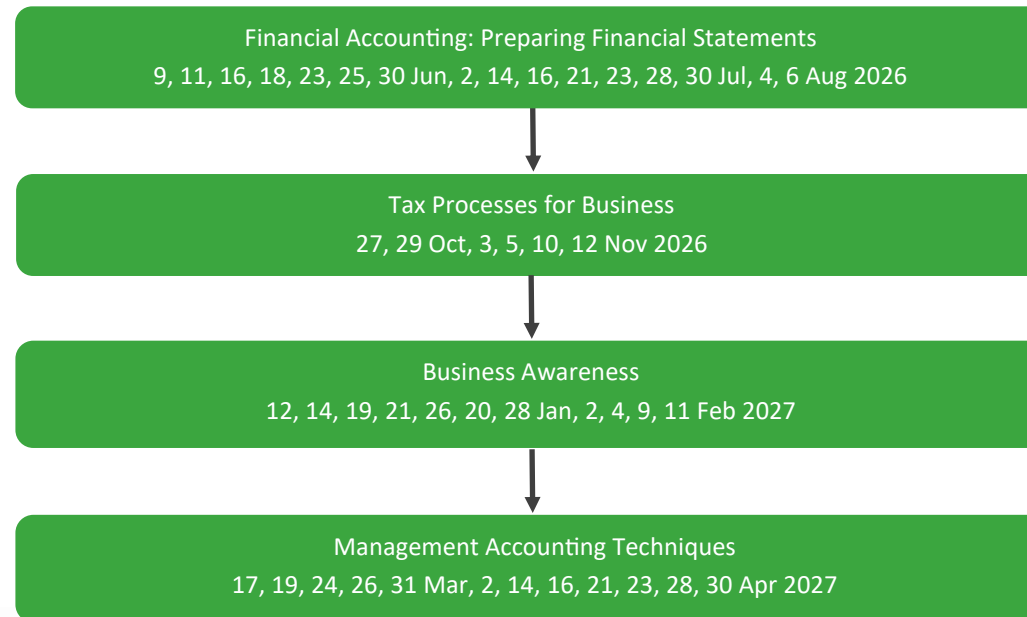 Financial Accounting: Preparing Financial Statements
9, 11, 16, 18, 23, 25, 30 Jun, 2, 14, 16, 21, 23, 28, 30 Jul, 4, 6 Aug 2026
Tax Processes for Business
27, 29 Oct, 3, 5, 10, 12 Nov 2026
Business Awareness
12, 14, 19, 21, 26, 20, 28 Jan, 2, 4, 9, 11 Feb 2027
Management Accounting Techniques
17, 19, 24, 26, 31 Mar, 2, 14, 16, 21, 23, 28, 30 Apr 2027